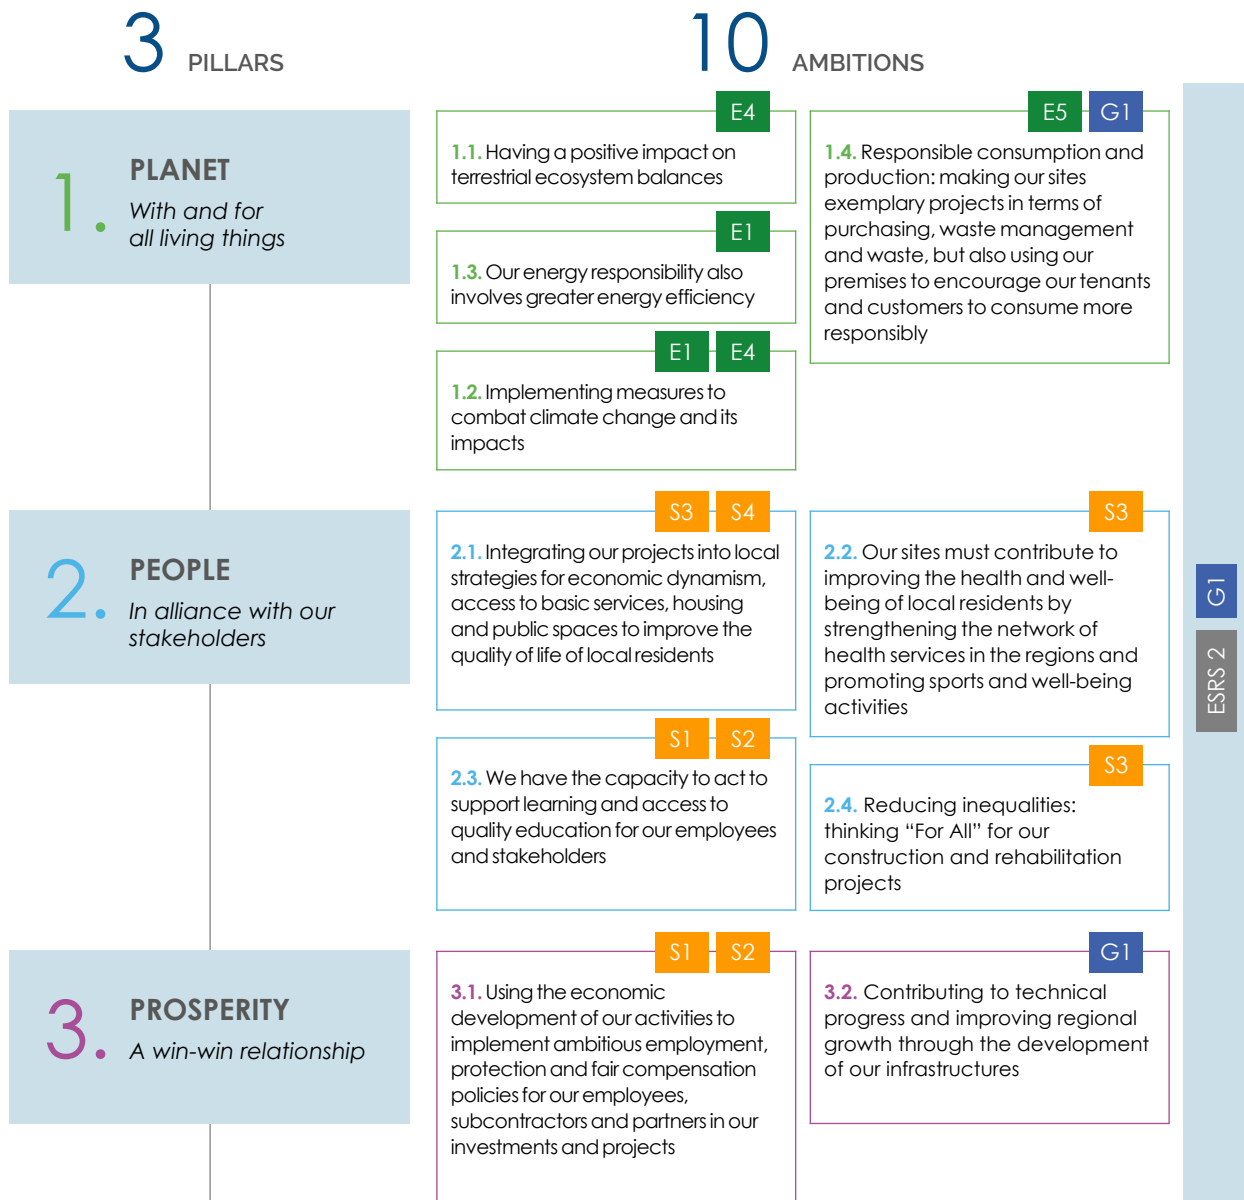 3 PILLARS
10 AMBITIONS
1.
PLANET
With and for
all living things
E4
1.1. Having a positive impact on
terrestrial ecosystem balances
E1
1.3. Our energy responsibility also
involves greater energy efficiency
E1 E4
1.2. Implementing measures to
combat climate change and its
impacts
E5 G1
1.4. Responsible consumption and
production: making our sites
exemplary projects in terms of
purchasing, waste management
and waste, but also using our
premises to encourage our tenants
and customers to consume more
responsibly
2.
PEOPLE
In alliance with our
stakeholders
S3 S4
2.1. Integrating our projects into local
strategies for economic dynamism,
access to basic services, housing
and public spaces to improve the
quality of life of local residents
S3
2.2. Our sites must contribute to
improving the health and well-
being of local residents by
strengthening the network of
health services in the regions and
promoting sports and well-being
activities
S1 S2
2.3. We have the capacity to act to
support learning and access to
quality education for our employees
and stakeholders
S3
2.4. Reducing inequalities:
thinking “For All” for our
construction and rehabilitation
projects
3.
PROSPERITY
A win-win relationship
S1 S2
3.1. Using the economic
development of our activities to
implement ambitious employment,
protection and fair compensation
policies for our employees,
subcontractors and partners in our
investments and projects
G1
3.2. Contributing to technical
progress and improving regional
growth through the development
of our infrastructures
G1
ESRS 2